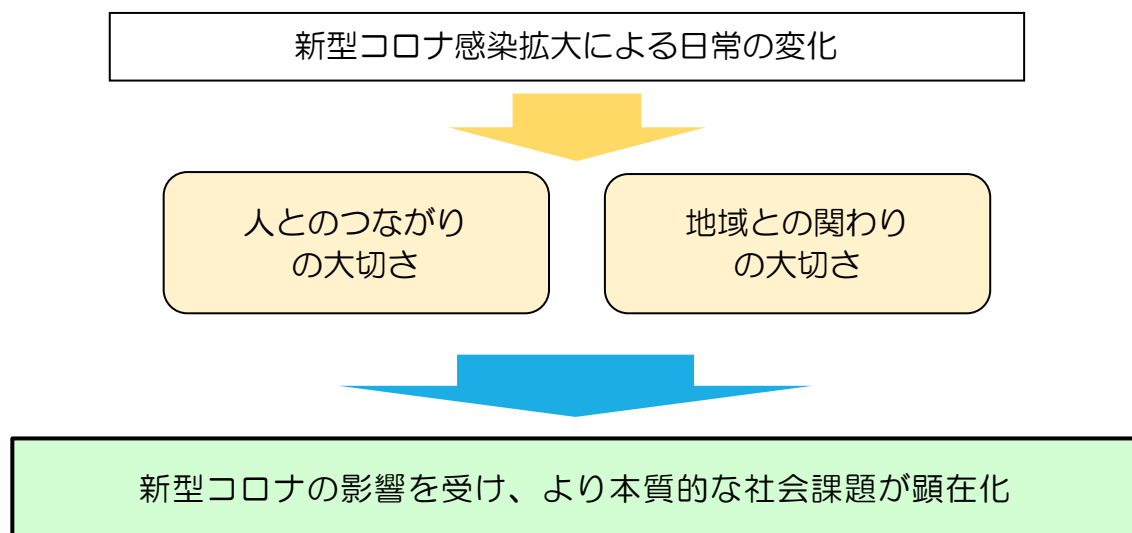 新型コロナ感染拡大による日常の変化
人とのつながり
の大切さ
地域との関わり
の大切さ
新型コロナの影響を受け、より本質的な社会課題が顕在化